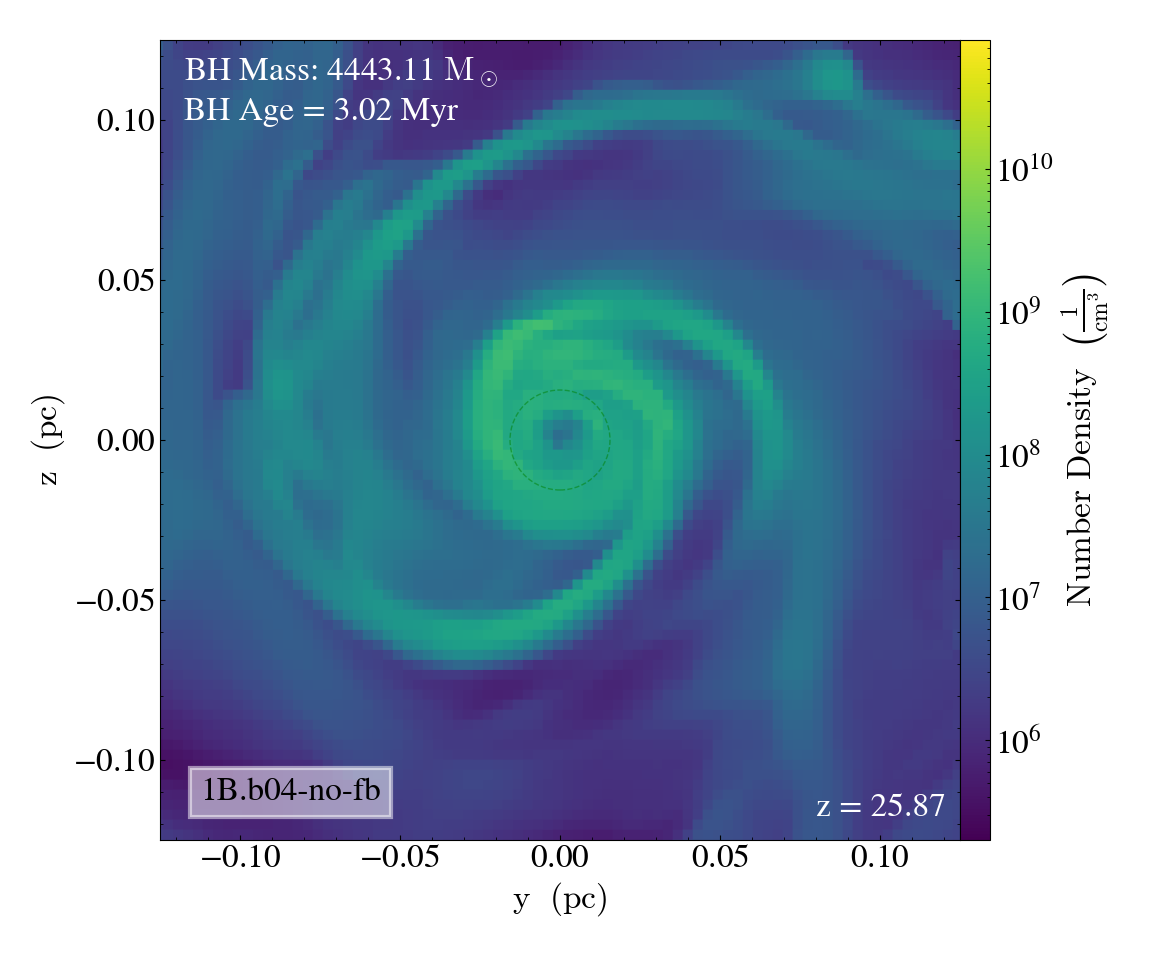 BH Mass: 4443.11 M☉
BH Age = 3.02 Myr
1B.b04-no-fb
z = 25.87
0.10
0.05
0.00
−0.05
−0.10
z (pc)
−0.10
−0.05
0.00
0.05
0.10
y (pc)
10^10
10^9
10^8
10^7
10^6
Number Density (1/cm^3)